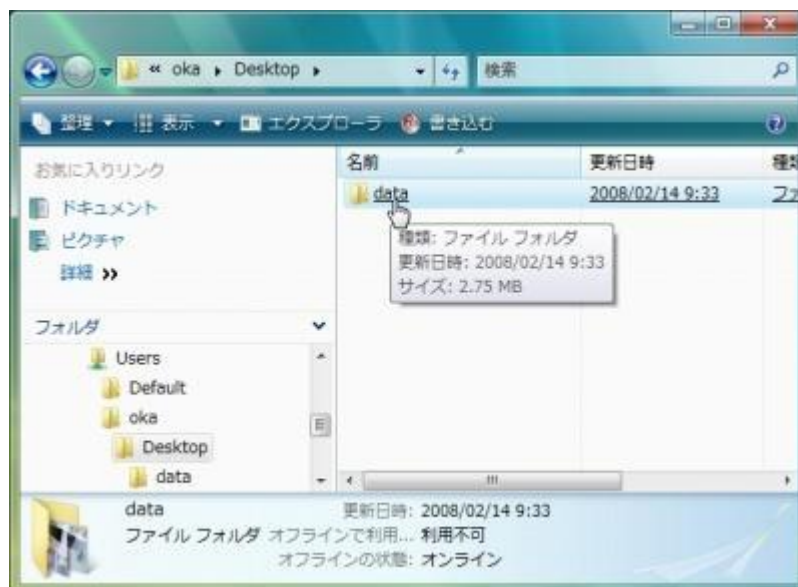 « oka ▸ Desktop ▸ 検索
整理 表示 エクスプローラ 書き込む
お気に入りリンク
ドキュメント
ピクチャ
詳細 »
フォルダ
Users
Default
oka
Desktop
data
名前 更新日時 種類
data 2008/02/14 9:33 ファ
種類: ファイル フォルダ
更新日時: 2008/02/14 9:33
サイズ: 2.75 MB
data 更新日時: 2008/02/14 9:33
ファイル フォルダ オフラインで利用... 利用不可
オフラインの状態: オンライン